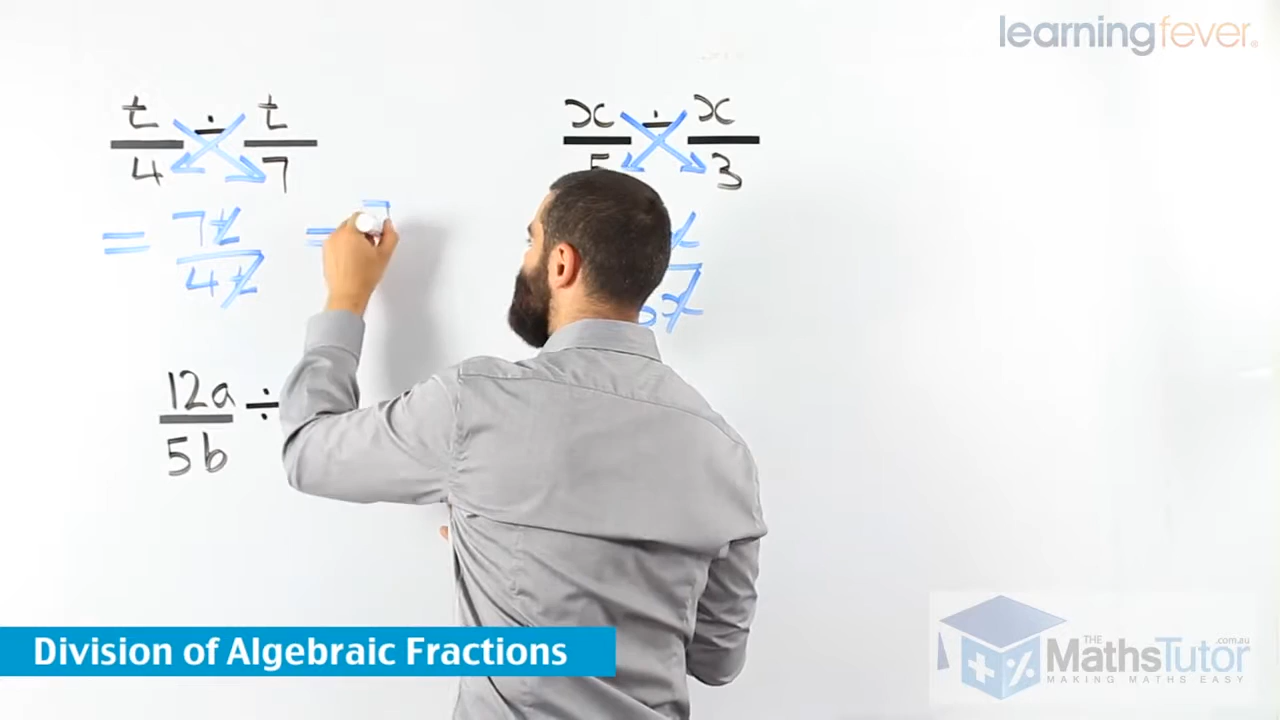 learningfever®
t/4 ÷ t/7
= 7t/4t =
x/5 ÷ x/3
12a/5b ÷
Division of Algebraic Fractions
THE
MathsTutor .com.au
MAKING MATHS EASY